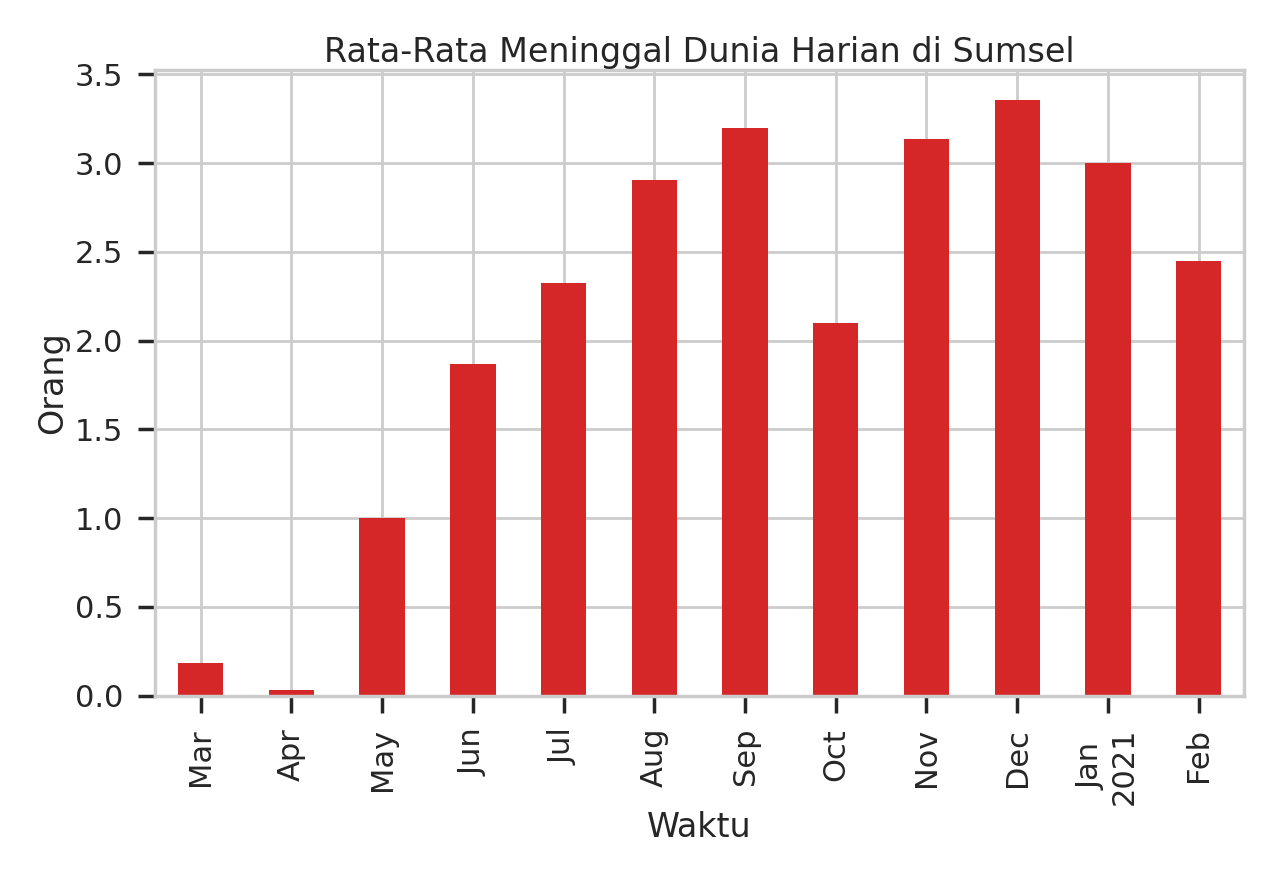 Rata-Rata Meninggal Dunia Harian di Sumsel
3.5
3.0
2.5
2.0
1.5
1.0
0.5
0.0
Orang
Mar
Apr
May
Jun
Jul
Aug
Sep
Oct
Nov
Dec
Jan
2021
Feb
Waktu